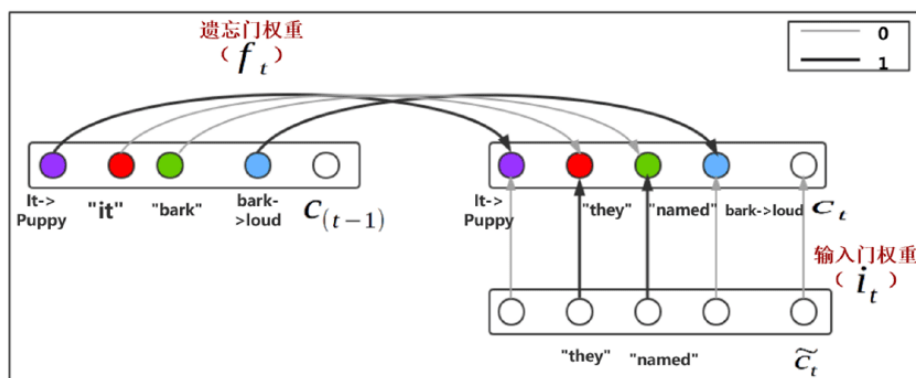 遗忘门权重
（ f t ）
0
1
It->
Puppy
"it"
"bark"
bark-
->loud
C(t−1)
It->
Puppy
"they"
"named"
bark->loud
C t
输入门权重
（ i t ）
"they"
"named"
c̃t